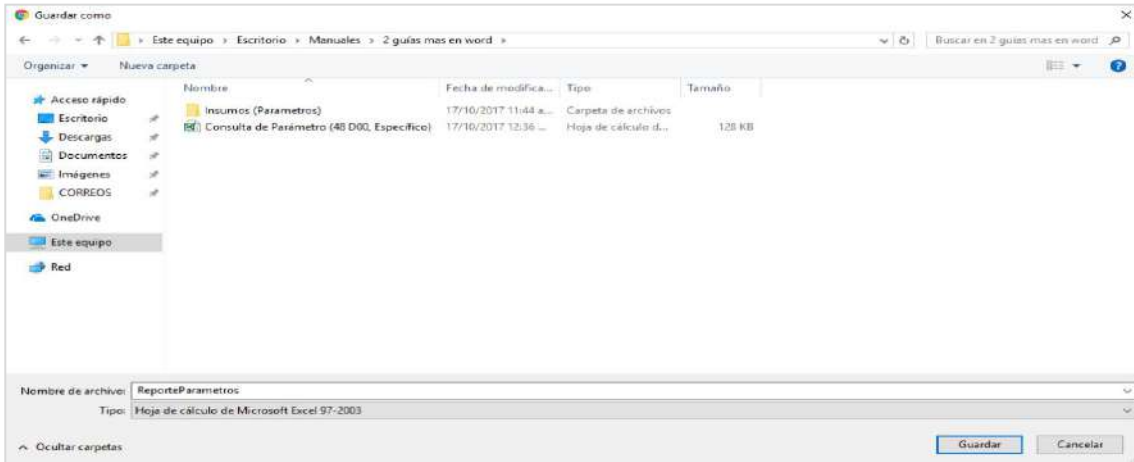 Guardar como
Este equipo > Escritorio > Manuales > 2 guías mas en word >
Buscar en 2 guías mas en word
Organizar
Nueva carpeta
Nombre
Fecha de modifica...
Tipo
Tamaño
Acceso rápido
Escritorio
Descargas
Documentos
Imágenes
CORREOS
OneDrive
Este equipo
Red
Insumos (Parametros) 17/10/2017 11:44 a... Carpeta de archivos
Consulta de Parámetro (48 D00, Específico) 17/10/2017 12:36 ... Hoja de cálculo d... 128 KB
Nombre de archivo: ReporteParametros
Tipo: Hoja de cálculo de Microsoft Excel 97-2003
Ocultar carpetas
Guardar
Cancelar